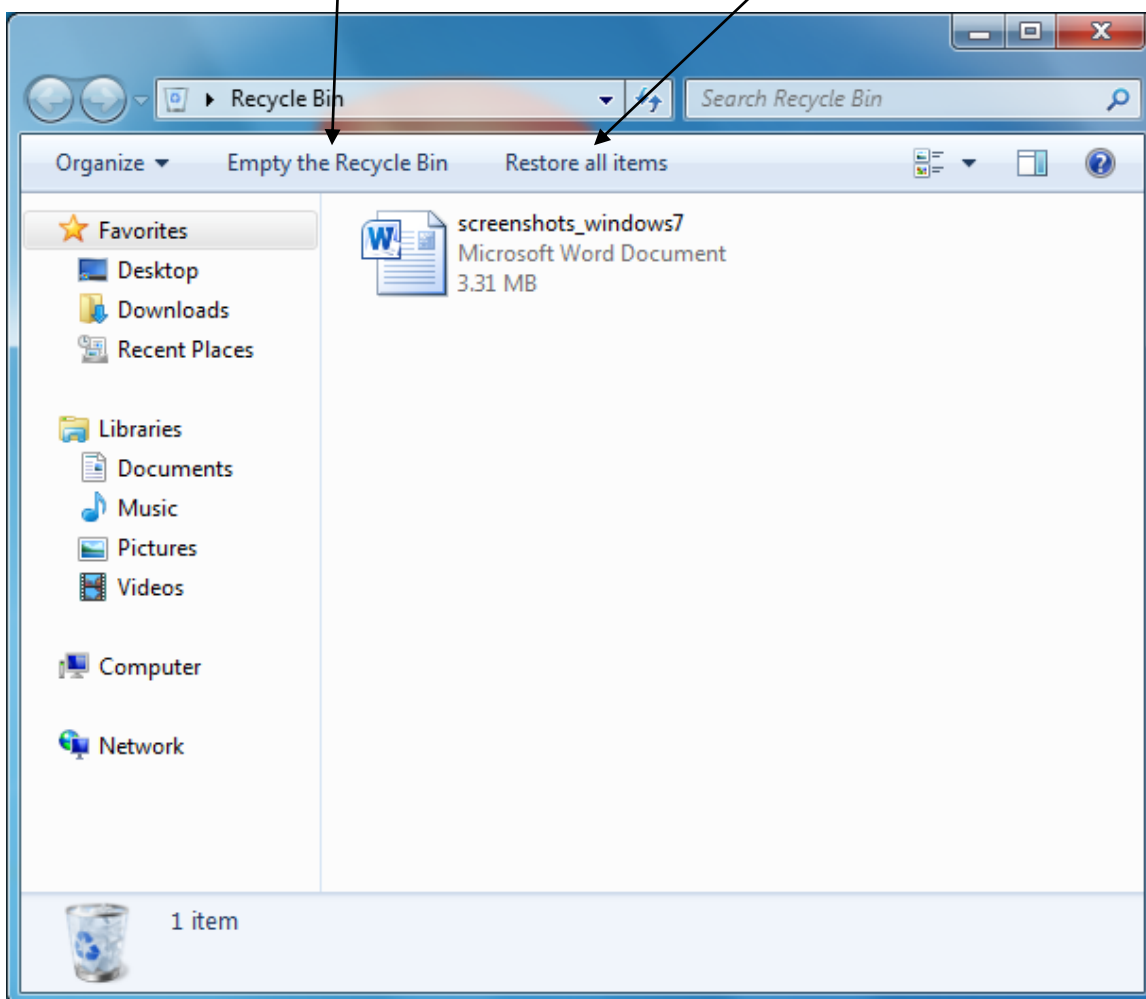 Recycle Bin
Search Recycle Bin
Organize
Empty the Recycle Bin
Restore all items
Favorites
Desktop
Downloads
Recent Places
Libraries
Documents
Music
Pictures
Videos
Computer
Network
screenshots_windows7
Microsoft Word Document
3.31 MB
1 item